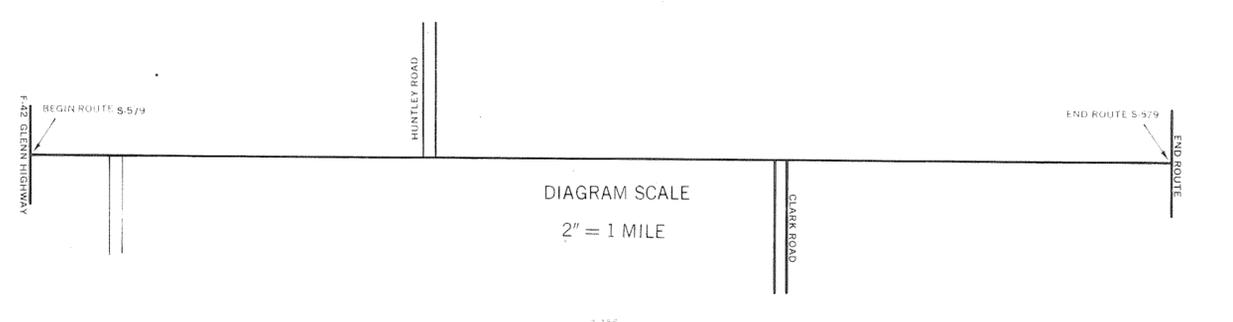 HUNTLEY ROAD
F-42 GLENN HIGHWAY
BEGIN ROUTE S-579
END ROUTE S-579
END ROUTE
DIAGRAM SCALE
2" = 1 MILE
CLARK ROAD